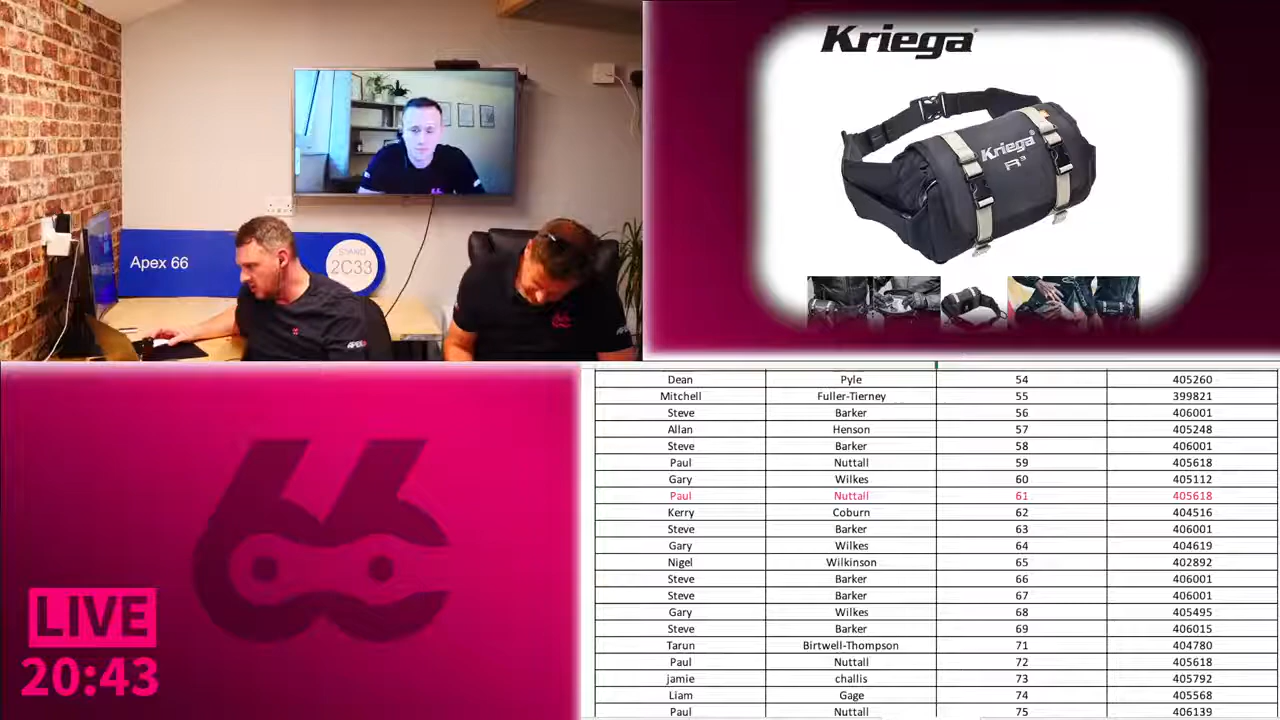 Apex 66
STAND
2C33
Kriega
Kriega
R3
LIVE
20:43
Dean Pyle 54 405260
Mitchell Fuller-Tierney 55 399821
Steve Barker 56 406001
Allan Henson 57 405248
Steve Barker 58 406001
Paul Nuttall 59 405618
Gary Wilkes 60 405112
Paul Nuttall 61 405618
Kerry Coburn 62 404516
Steve Barker 63 406001
Gary Wilkes 64 404619
Nigel Wilkinson 65 402892
Steve Barker 66 406001
Steve Barker 67 406001
Gary Wilkes 68 405495
Steve Barker 69 406015
Tarun Birtwell-Thompson 71 404780
Paul Nuttall 72 405618
jamie challis 73 405792
Liam Gage 74 405568
Paul Nuttall 75 406139